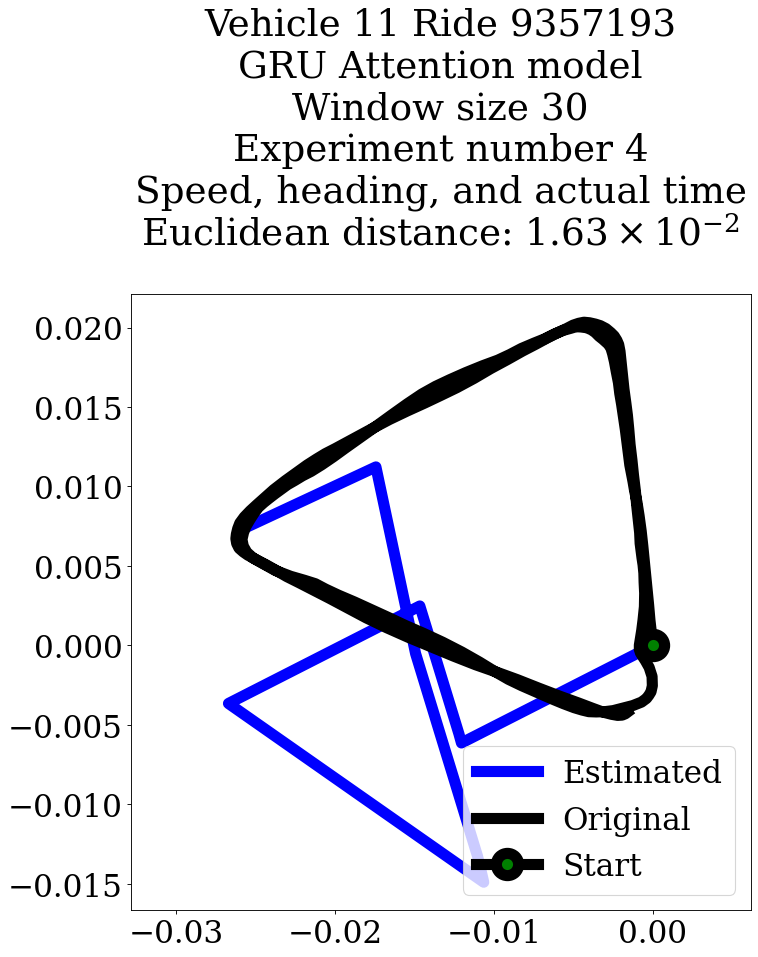 Vehicle 11 Ride 9357193
GRU Attention model
Window size 30
Experiment number 4
Speed, heading, and actual time
Euclidean distance: 1.63 × 10⁻²
0.020
0.015
0.010
0.005
0.000
−0.005
−0.010
−0.015
Estimated
Original
Start
−0.03
−0.02
−0.01
0.00